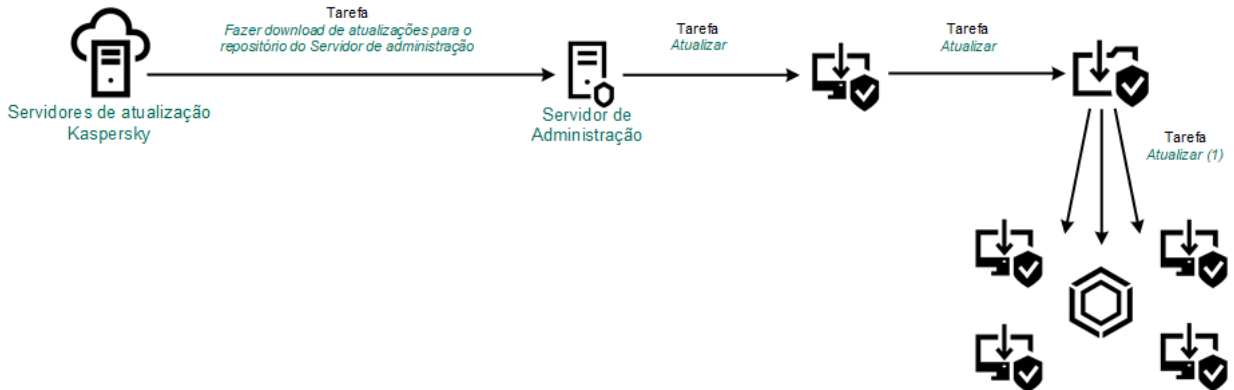 Tarefa
Fazer download de atualizações para o
repositório do Servidor de administração
Tarefa
Atualizar
Tarefa
Atualizar
Servidores de atualização
Kaspersky
Servidor de
Administração
Tarefa
Atualizar (1)